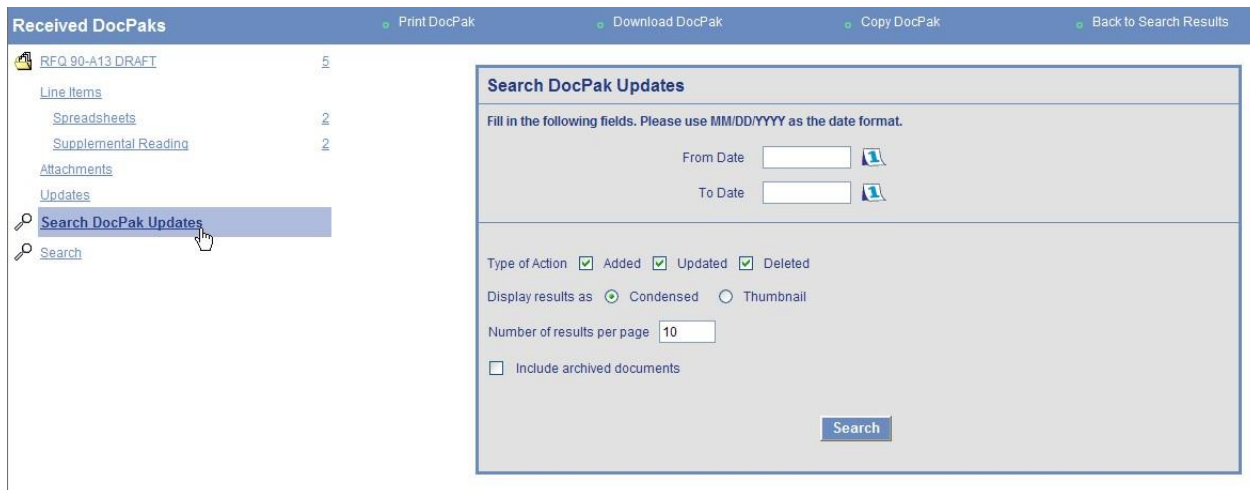 Received DocPaks
Print DocPak
Download DocPak
Copy DocPak
Back to Search Results
RFQ 90-A13 DRAFT 5
Line Items
Spreadsheets 2
Supplemental Reading 2
Attachments
Updates
Search DocPak Updates
Search
Search DocPak Updates
Fill in the following fields. Please use MM/DD/YYYY as the date format.
From Date 1
To Date 1
Type of Action Added Updated Deleted
Display results as Condensed Thumbnail
Number of results per page 10
Include archived documents
Search